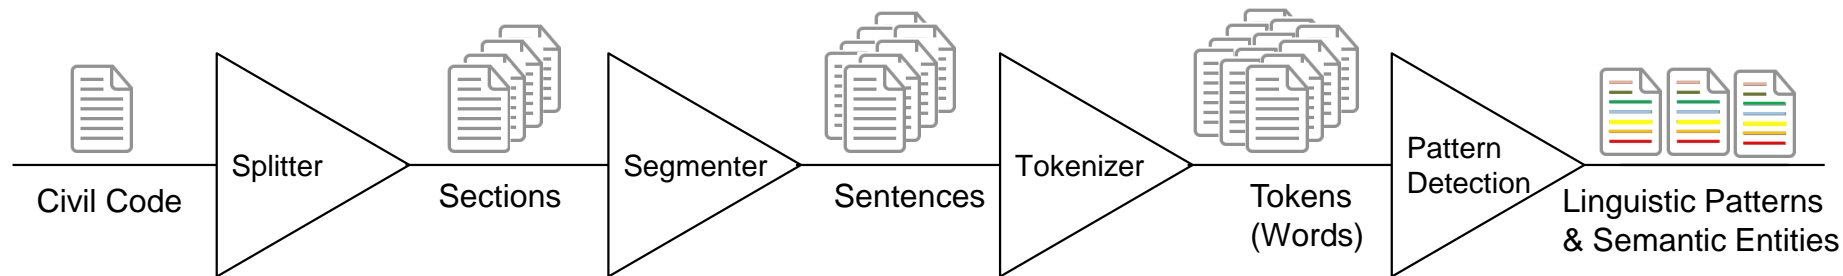 Civil Code
Splitter
Sections
Segmenter
Sentences
Tokenizer
Tokens
(Words)
Pattern
Detection
Linguistic Patterns
& Semantic Entities